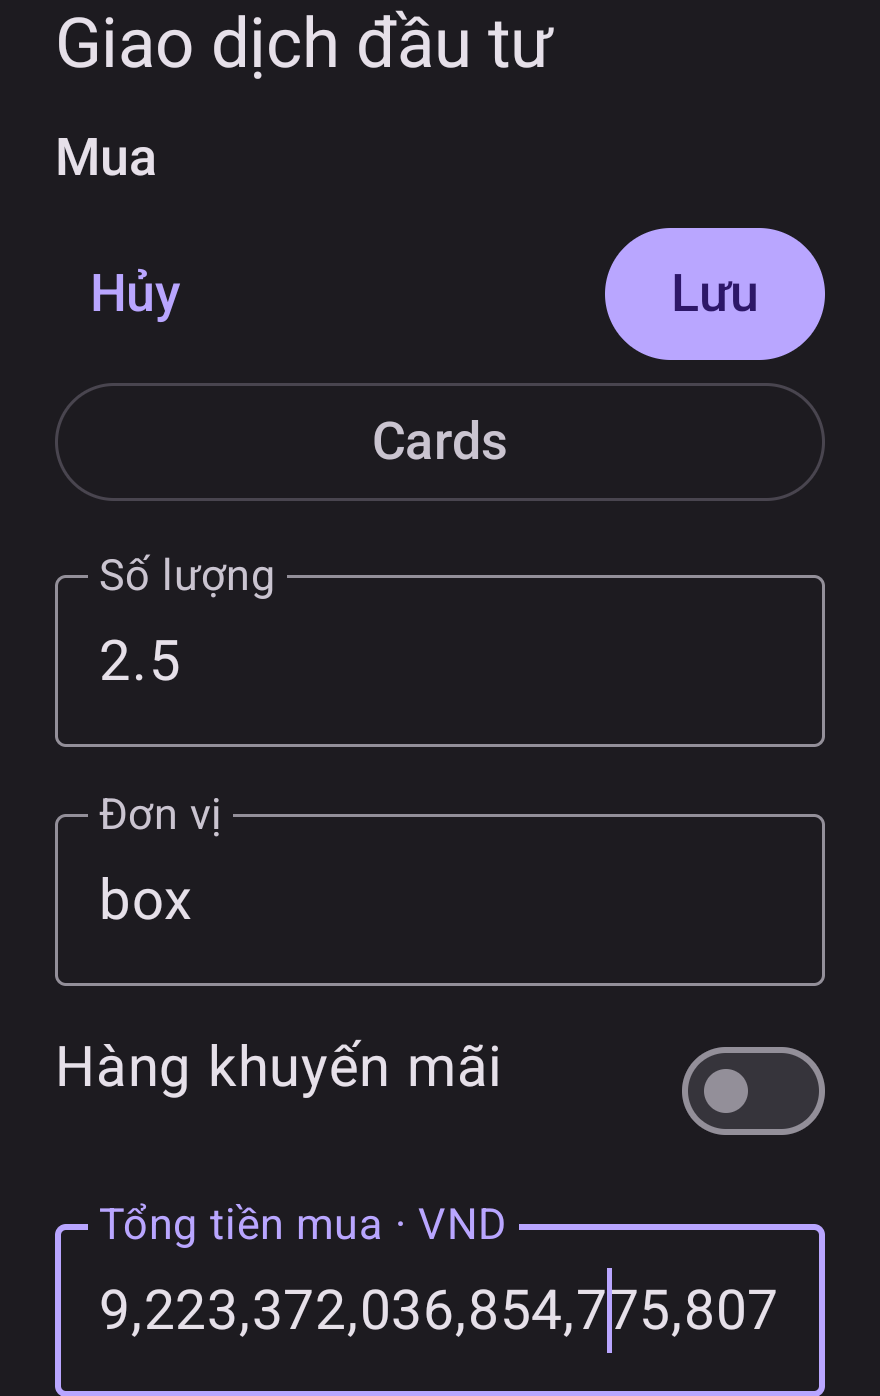 Giao dịch đầu tư
Mua
Hủy
Lưu
Cards
Số lượng
2.5
Đơn vị
box
Hàng khuyến mãi
Tổng tiền mua · VND
9,223,372,036,854,775,807